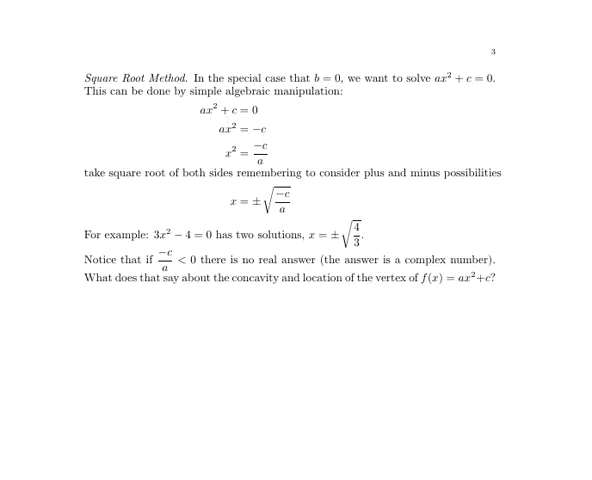 3
Square Root Method. In the special case that b = 0, we want to solve ax² + c = 0.
This can be done by simple algebraic manipulation:
ax² + c = 0
ax² = −c
x² = −c/a
take square root of both sides remembering to consider plus and minus possibilities
x = ±√(−c/a)
For example: 3x² − 4 = 0 has two solutions, x = ±√(4/3).
Notice that if −c/a < 0 there is no real answer (the answer is a complex number).
What does that say about the concavity and location of the vertex of f(x) = ax²+c?